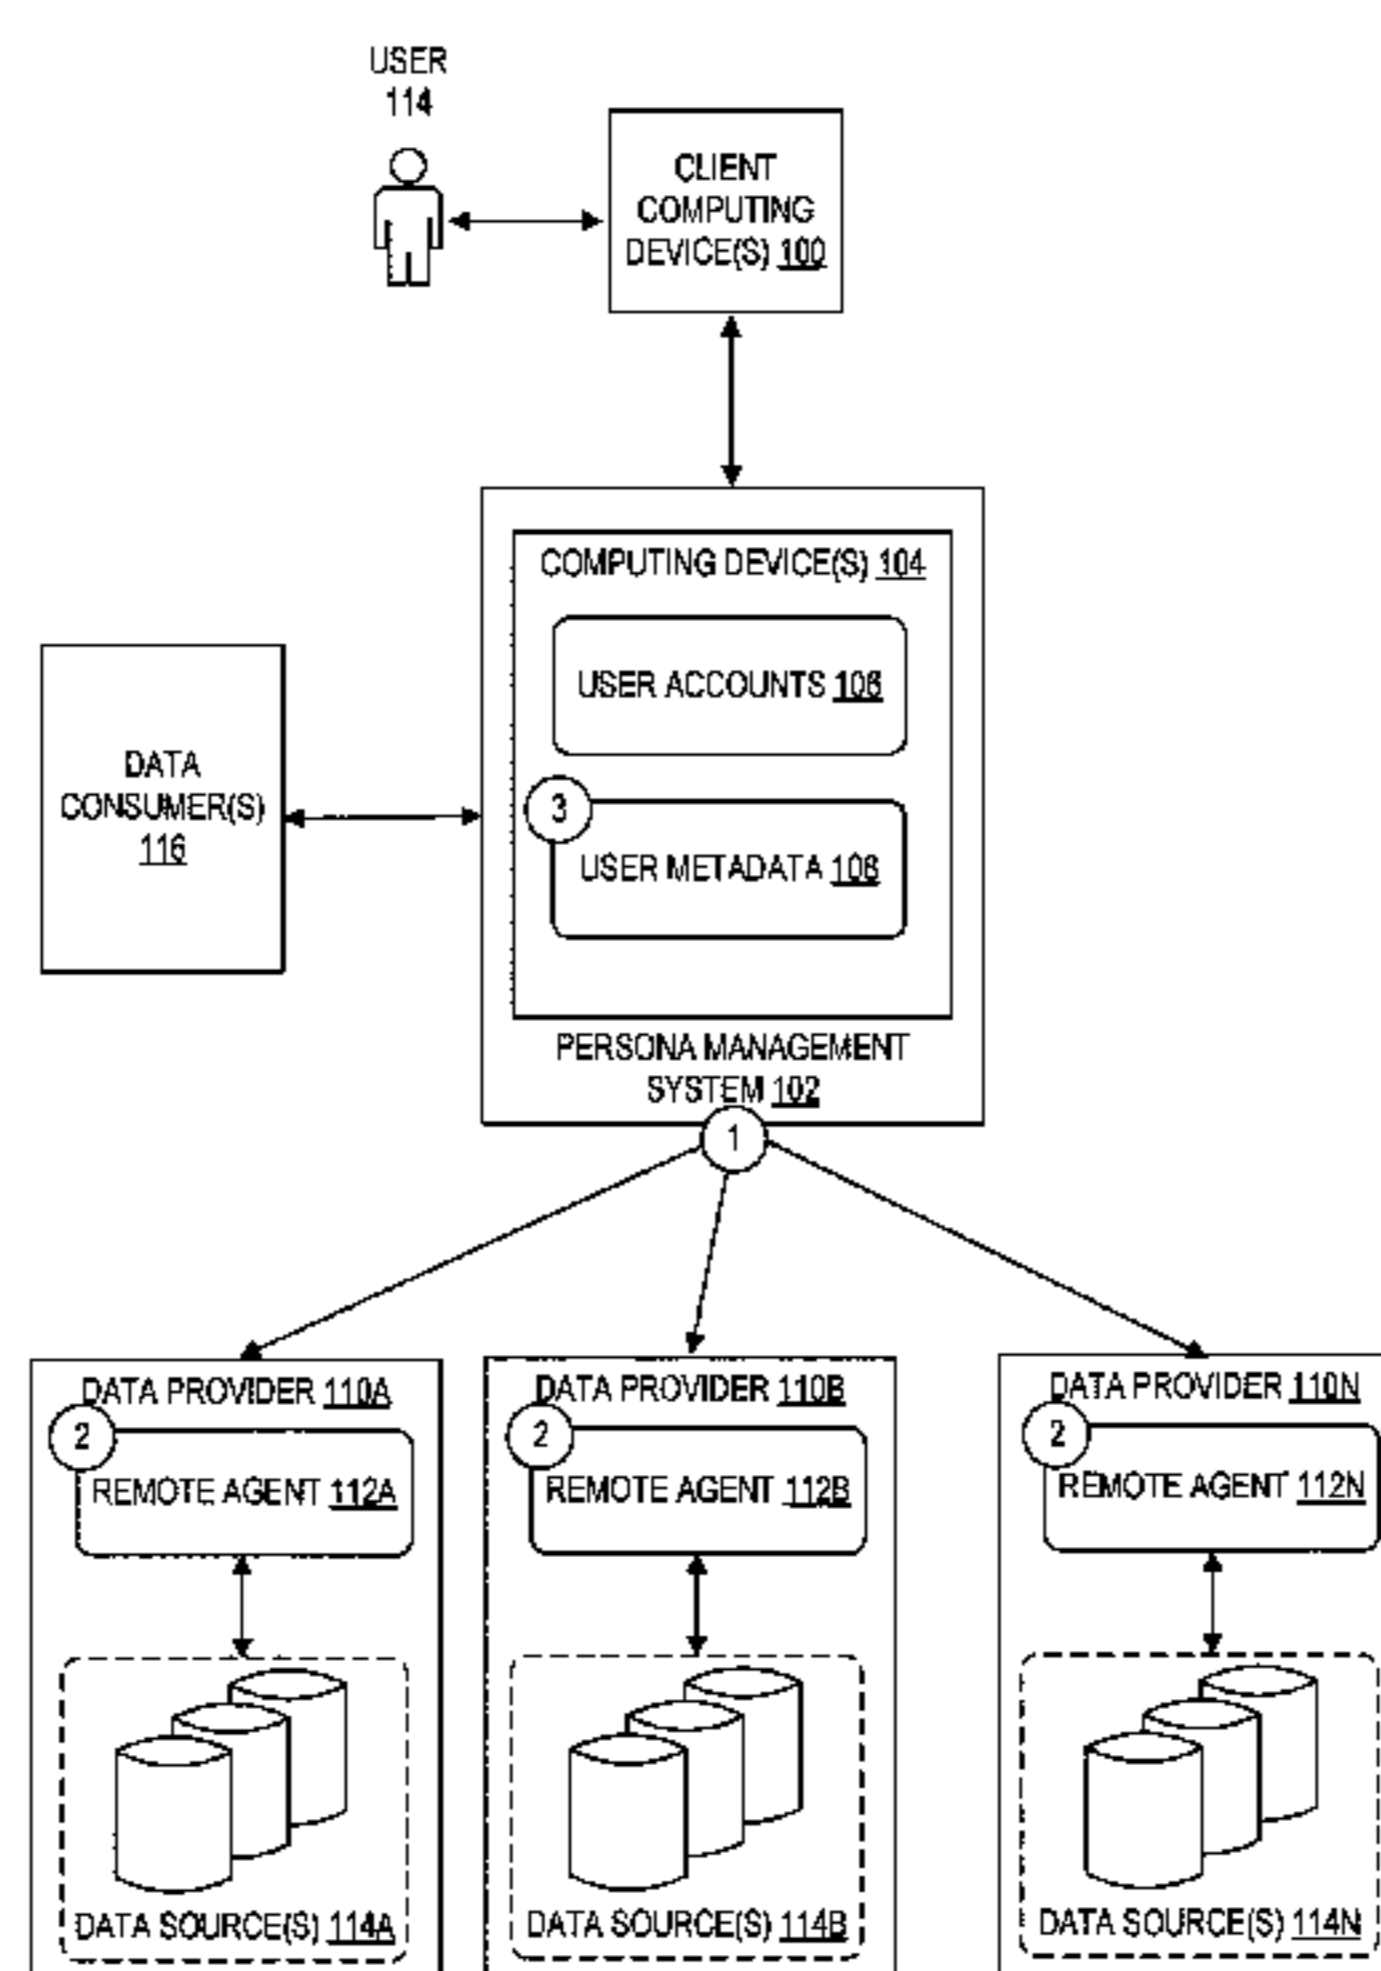 USER
114
CLIENT
COMPUTING
DEVICE(S) 100
COMPUTING DEVICE(S) 104
USER ACCOUNTS 106
DATA
CONSUMER(S)
116
3
USER METADATA 108
PERSONA MANAGEMENT
SYSTEM 102
1
DATA PROVIDER 110A
2
REMOTE AGENT 112A
DATA SOURCE(S) 114A
DATA PROVIDER 110B
2
REMOTE AGENT 112B
DATA SOURCE(S) 114B
DATA PROVIDER 110N
2
REMOTE AGENT 112N
DATA SOURCE(S) 114N